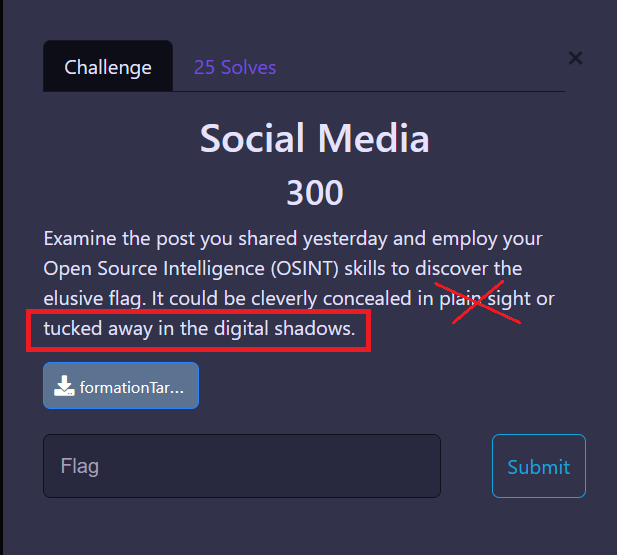 Challenge
25 Solves
×
Social Media
300
Examine the post you shared yesterday and employ your
Open Source Intelligence (OSINT) skills to discover the
elusive flag. It could be cleverly concealed in plain sight or
tucked away in the digital shadows.
formationTar...
Flag
Submit